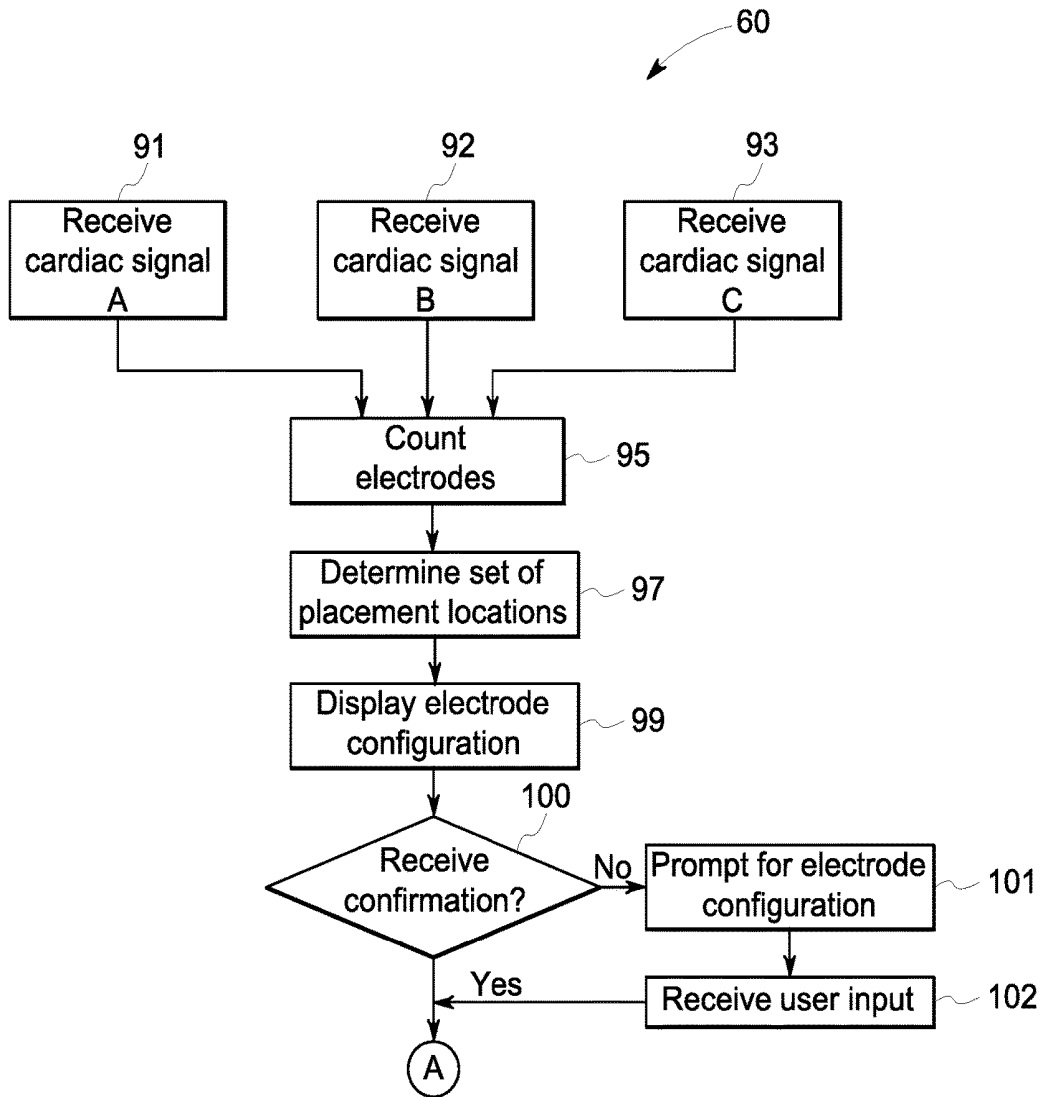 60
91
92
93
Receive
cardiac signal
A
Receive
cardiac signal
B
Receive
cardiac signal
C
Count
electrodes
95
Determine set of
placement locations
97
Display electrode
configuration
99
100
Receive
confirmation?
No
Prompt for electrode
configuration
101
Yes
Receive user input
102
A